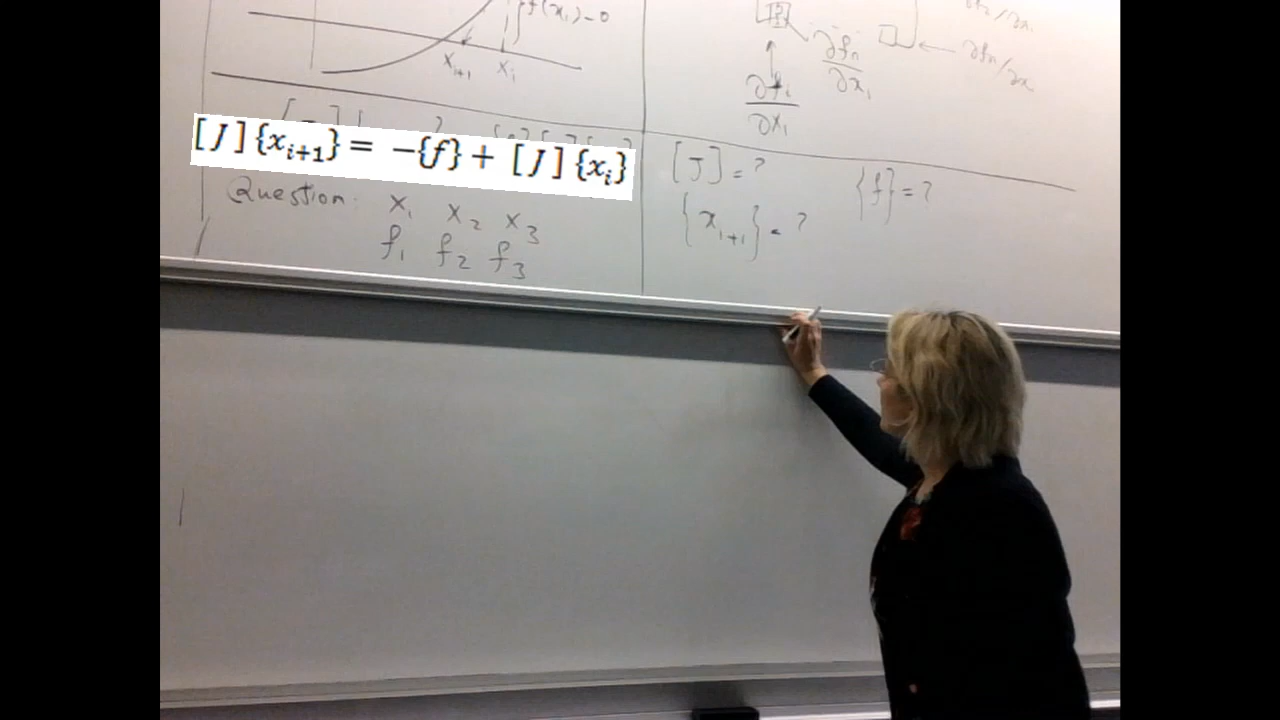 f(xᵢ)-0
xᵢ₊₁ xᵢ
[J]{xᵢ₊₁}= -{f}+[J]{xᵢ}
Question: x₁ x₂ x₃
f₁ f₂ f₃
∂fₙ/∂x₁
∂fₙ/∂x
∂x₁
[J]=?
{f}=?
{xᵢ₊₁}=?